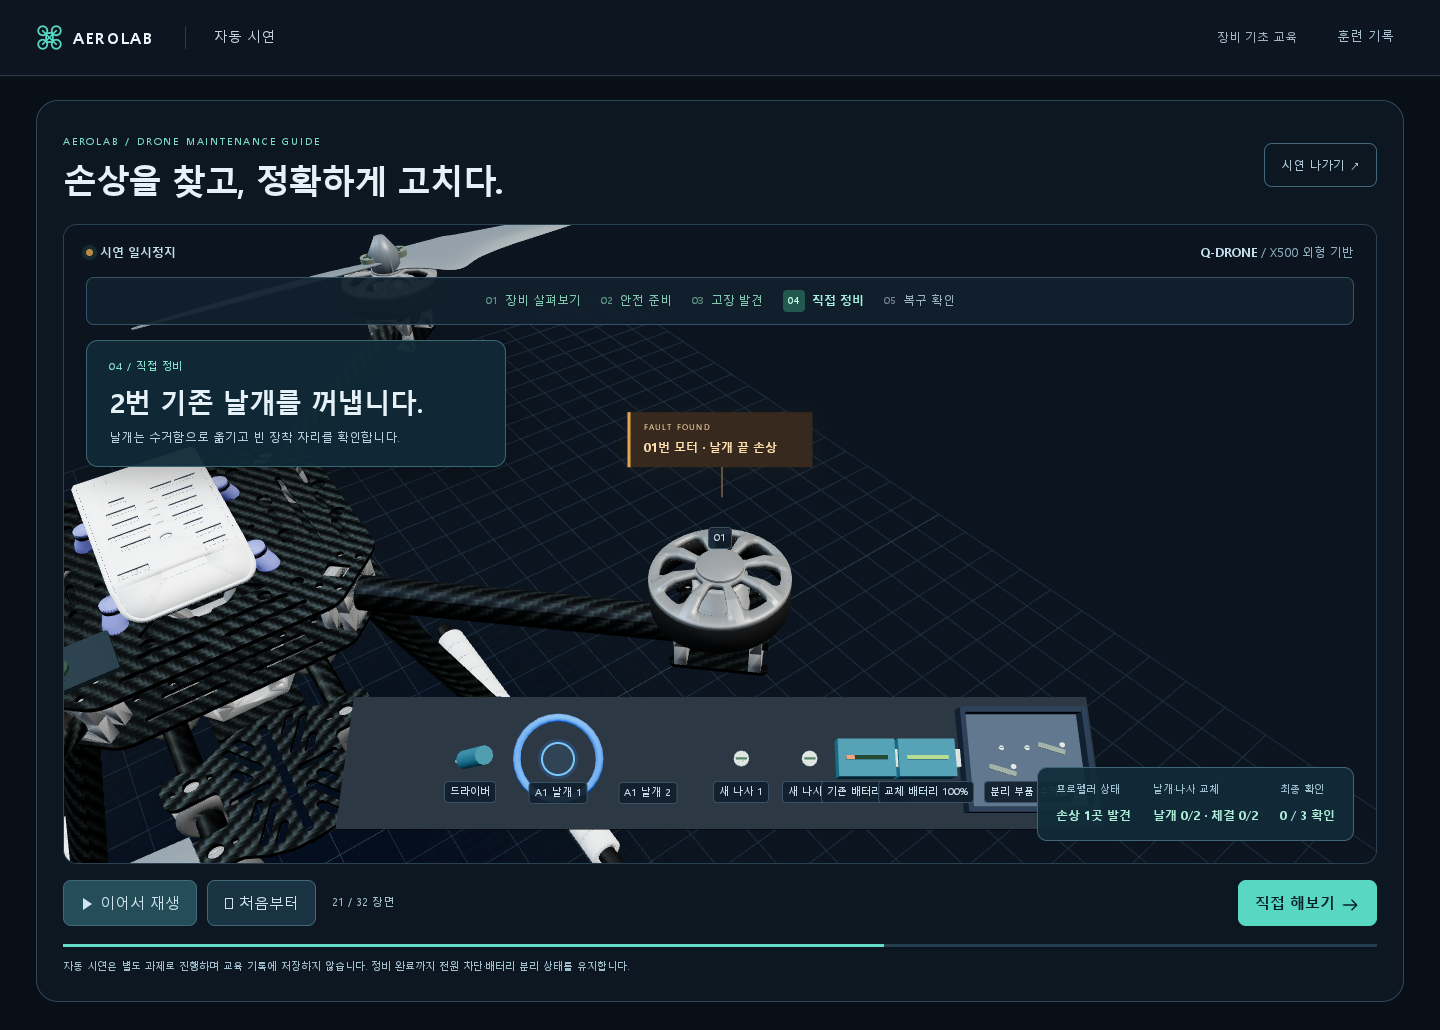 AEROLAB
자동 시연
장비 기초 교육
훈련 기록
AEROLAB / DRONE MAINTENANCE GUIDE
손상을 찾고, 정확하게 고치다.
시연 나가기 ↗
시연 일시정지
Q-DRONE / X500 외형 기반
01 장비 살펴보기
02 안전 준비
03 고장 발견
04 직접 정비
05 복구 확인
04 / 직접 정비
2번 기존 날개를 꺼냅니다.
날개는 수거함으로 옮기고 빈 장착 자리를 확인합니다.
FAULT FOUND
01번 모터 · 날개 끝 손상
01
드라이버
A1 날개 1
A1 날개 2
새 나사 1
새 나사
기존 배터리
교체 배터리 100%
분리 부품
프로펠러 상태
손상 1곳 발견
날개·나사 교체
날개 0/2 · 체결 0/2
최종 확인
0 / 3 확인
▶ 이어서 재생
처음부터
21 / 32 장면
직접 해보기 →
자동 시연은 별도 과제로 진행하며 교육 기록에 저장하지 않습니다. 정비 완료까지 전원 차단·배터리 분리 상태를 유지합니다.